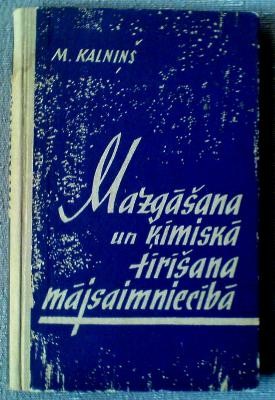 M. KALNIŅŠ
Mazgāšana
un ķīmiskā
tīrīšana
mājsaimniecībā